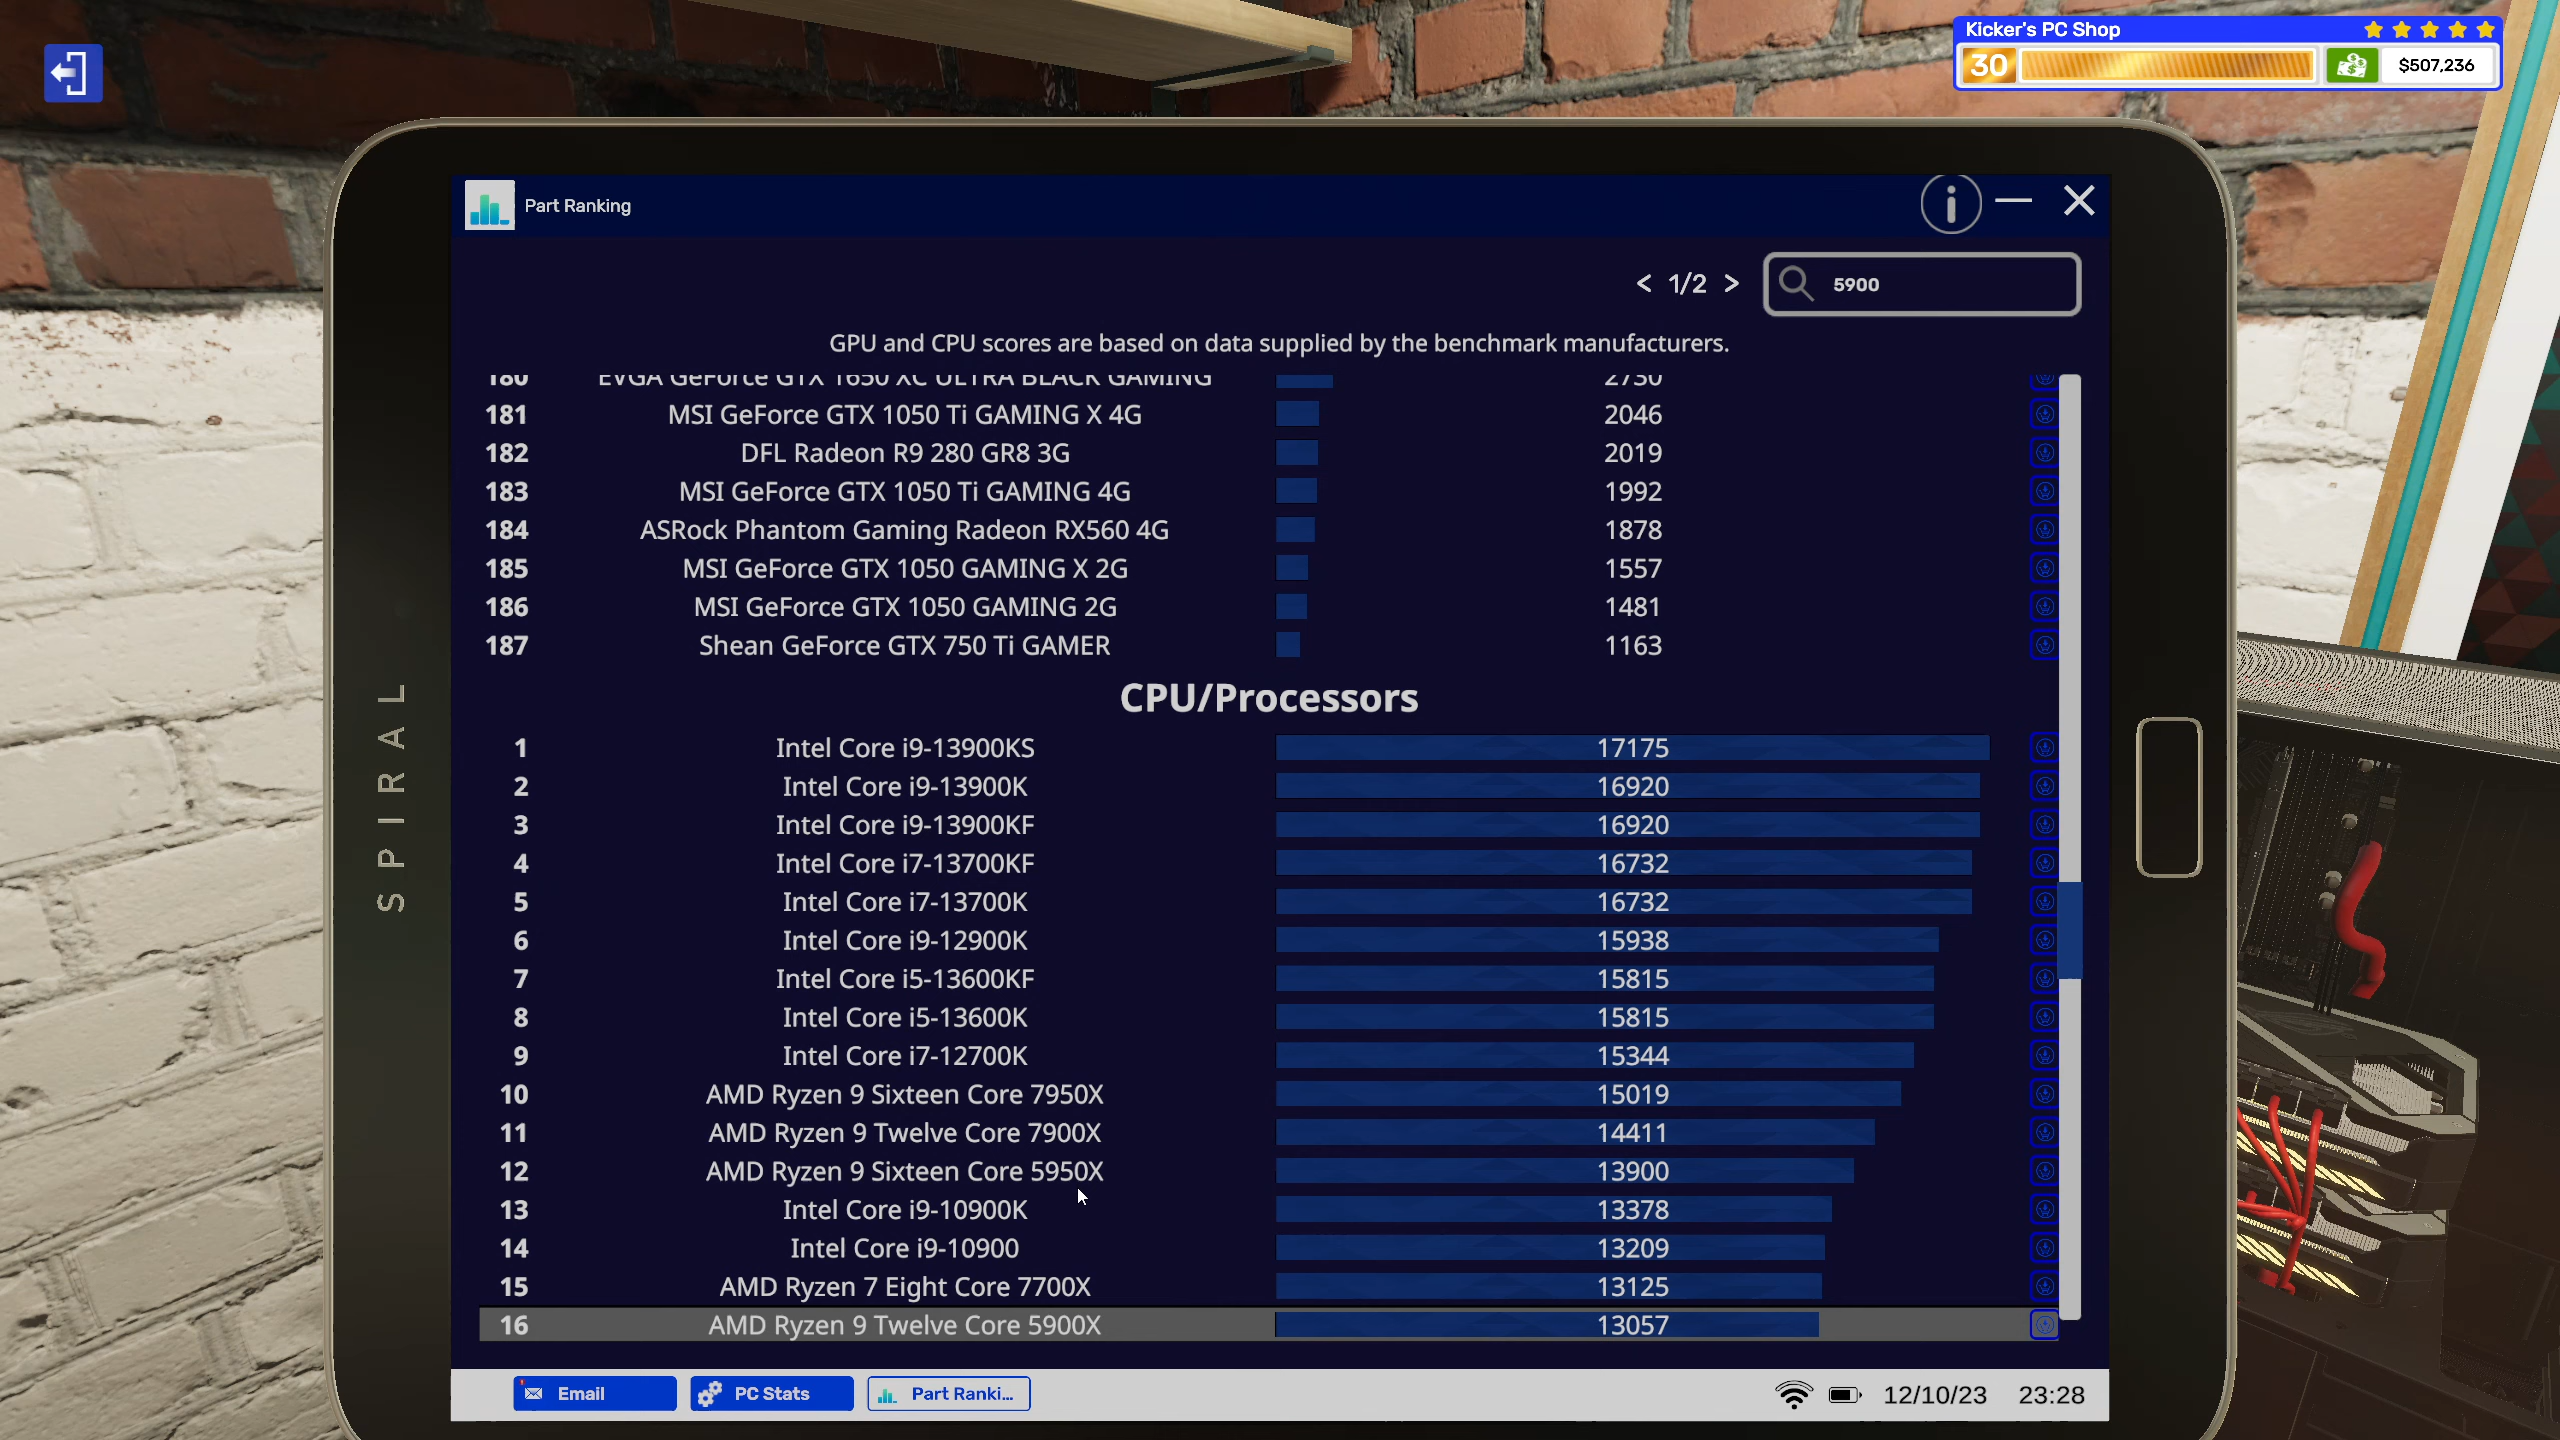 Kicker's PC Shop
30
$507,236
Part Ranking
< 1/2 >
5900
GPU and CPU scores are based on data supplied by the benchmark manufacturers.
180 EVGA GeForce GTX 1650 XC ULTRA BLACK GAMING 2730
181 MSI GeForce GTX 1050 Ti GAMING X 4G 2046
182 DFL Radeon R9 280 GR8 3G 2019
183 MSI GeForce GTX 1050 Ti GAMING 4G 1992
184 ASRock Phantom Gaming Radeon RX560 4G 1878
185 MSI GeForce GTX 1050 GAMING X 2G 1557
186 MSI GeForce GTX 1050 GAMING 2G 1481
187 Shean GeForce GTX 750 Ti GAMER 1163
CPU/Processors
1 Intel Core i9-13900KS 17175
2 Intel Core i9-13900K 16920
3 Intel Core i9-13900KF 16920
4 Intel Core i7-13700KF 16732
5 Intel Core i7-13700K 16732
6 Intel Core i9-12900K 15938
7 Intel Core i5-13600KF 15815
8 Intel Core i5-13600K 15815
9 Intel Core i7-12700K 15344
10 AMD Ryzen 9 Sixteen Core 7950X 15019
11 AMD Ryzen 9 Twelve Core 7900X 14411
12 AMD Ryzen 9 Sixteen Core 5950X 13900
13 Intel Core i9-10900K 13378
14 Intel Core i9-10900 13209
15 AMD Ryzen 7 Eight Core 7700X 13125
16 AMD Ryzen 9 Twelve Core 5900X 13057
SPIRAL
Email
PC Stats
Part Ranki...
12/10/23 23:28